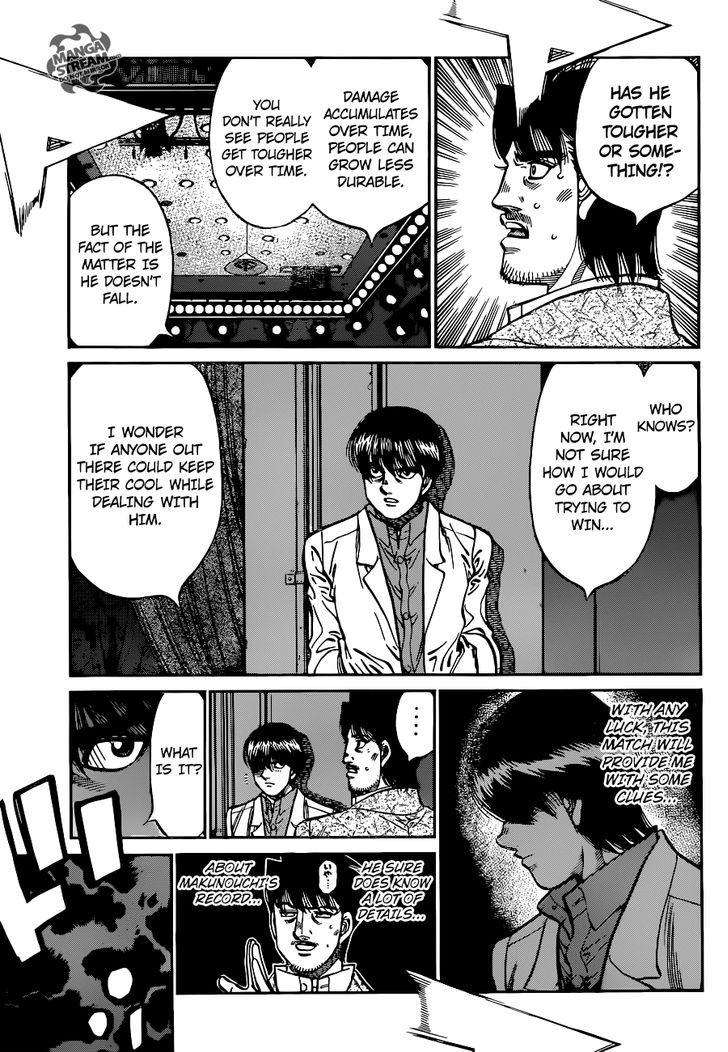 MANGA
STREAM
HAS HE
GOTTEN
TOUGHER
OR SOME-
THING!?
DAMAGE
ACCUMULATES
OVER TIME,
PEOPLE CAN
GROW LESS
DURABLE.
YOU
DON'T REALLY
SEE PEOPLE
GET TOUGHER
OVER TIME.
BUT THE
FACT OF THE
MATTER IS
HE DOESN'T
FALL.
WHO
KNOWS?
RIGHT
NOW, I'M
NOT SURE
HOW I WOULD
GO ABOUT
TRYING TO
WIN...
I WONDER
IF ANYONE OUT
THERE COULD KEEP
THEIR COOL WHILE
DEALING WITH
HIM.
WITH ANY
LUCK, THIS
MATCH WILL
PROVIDE ME
WITH SOME
CLUES...
....
WHAT
IS IT?
HE SURE
DOES KNOW
A LOT OF
DETAILS...
いや…
ABOUT
MAKUNOUCHI'S
RECORD...